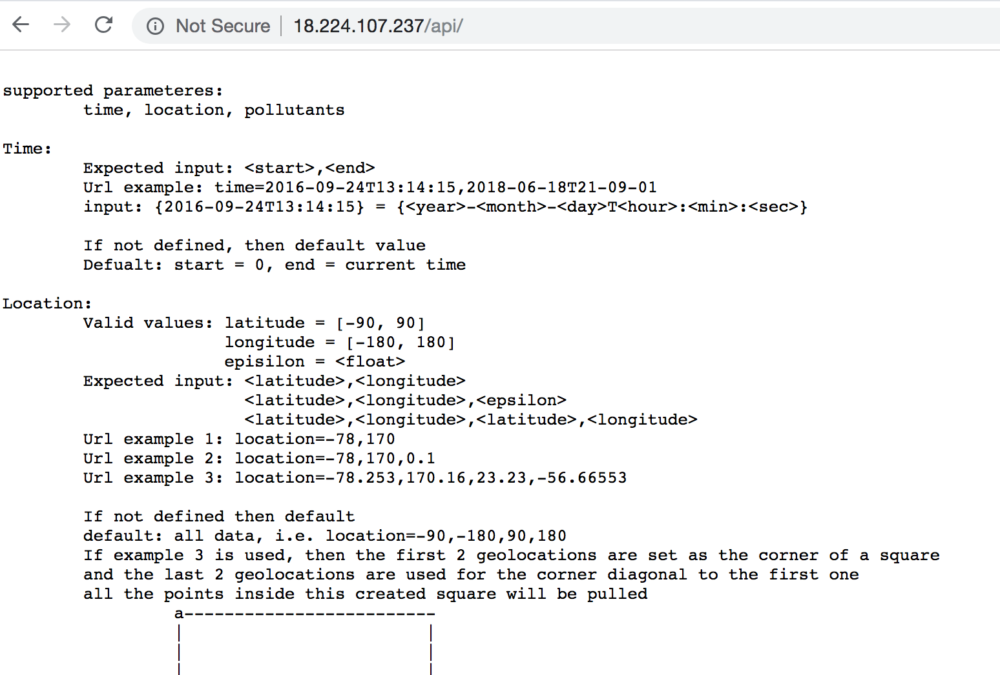 Not Secure | 18.224.107.237/api/
supported parameteres:
time, location, pollutants
Time:
Expected input: <start>,<end>
Url example: time=2016-09-24T13:14:15,2018-06-18T21-09-01
input: {2016-09-24T13:14:15} = {<year>-<month>-<day>T<hour>:<min>:<sec>}
If not defined, then default value
Defualt: start = 0, end = current time
Location:
Valid values: latitude = [-90, 90]
longitude = [-180, 180]
episilon = <float>
Expected input: <latitude>,<longitude>
<latitude>,<longitude>,<epsilon>
<latitude>,<longitude>,<latitude>,<longitude>
Url example 1: location=-78,170
Url example 2: location=-78,170,0.1
Url example 3: location=-78.253,170.16,23.23,-56.66553
If not defined then default
default: all data, i.e. location=-90,-180,90,180
If example 3 is used, then the first 2 geolocations are set as the corner of a square
and the last 2 geolocations are used for the corner diagonal to the first one
all the points inside this created square will be pulled
a-------------------------
| |
| |
| |